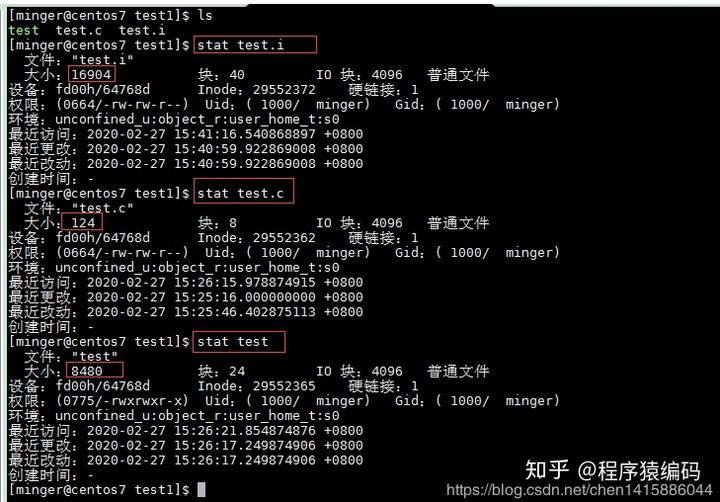 [minger@centos7 test1]$ ls
test  test.c  test.i
[minger@centos7 test1]$ stat test.i
文件："test.i"
大小：16904 块：40 IO 块：4096 普通文件
设备：fd00h/64768d Inode：29552372 硬链接：1
权限：(0664/-rw-rw-r--) Uid：( 1000/ minger) Gid：( 1000/ minger)
环境：unconfined_u:object_r:user_home_t:s0
最近访问：2020-02-27 15:41:16.540868897 +0800
最近更改：2020-02-27 15:40:59.922869008 +0800
最近改动：2020-02-27 15:40:59.922869008 +0800
创建时间：-
[minger@centos7 test1]$ stat test.c
文件："test.c"
大小：124 块：8 IO 块：4096 普通文件
设备：fd00h/64768d Inode：29552362 硬链接：1
权限：(0664/-rw-rw-r--) Uid：( 1000/ minger) Gid：( 1000/ minger)
环境：unconfined_u:object_r:user_home_t:s0
最近访问：2020-02-27 15:26:15.978874915 +0800
最近更改：2020-02-27 15:25:16.000000000 +0800
最近改动：2020-02-27 15:25:46.402875113 +0800
创建时间：-
[minger@centos7 test1]$ stat test
文件："test"
大小：8480 块：24 IO 块：4096 普通文件
设备：fd00h/64768d Inode：29552365 硬链接：1
权限：(0775/-rwxrwxr-x) Uid：( 1000/ minger) Gid：( 1000/ minger)
环境：unconfined_u:object_r:user_home_t:s0
最近访问：2020-02-27 15:26:21.854874876 +0800
最近更改：2020-02-27 15:26:17.249874906 +0800
最近改动：2020-02-27 15:26:17.249874906 +0800
创建时间：-
[minger@centos7 test1]$
知乎 @程序猿编码
https://blog.csdn.net/chen1415886044